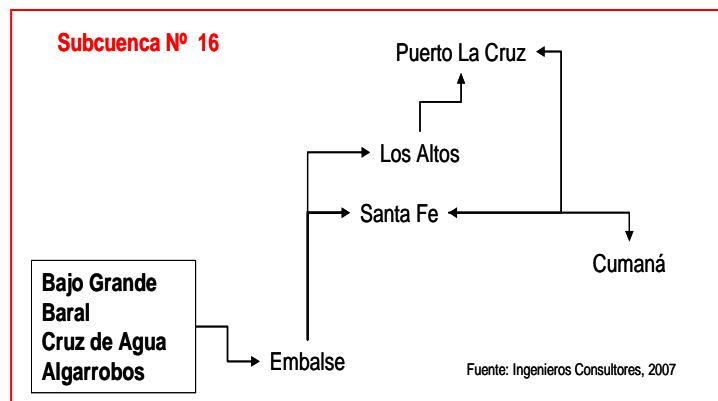 Subcuenca Nº 16
Puerto La Cruz
Los Altos
Santa Fe
Cumaná
Bajo Grande
Baral
Cruz de Agua
Algarrobos
Embalse
Fuente: Ingenieros Consultores, 2007